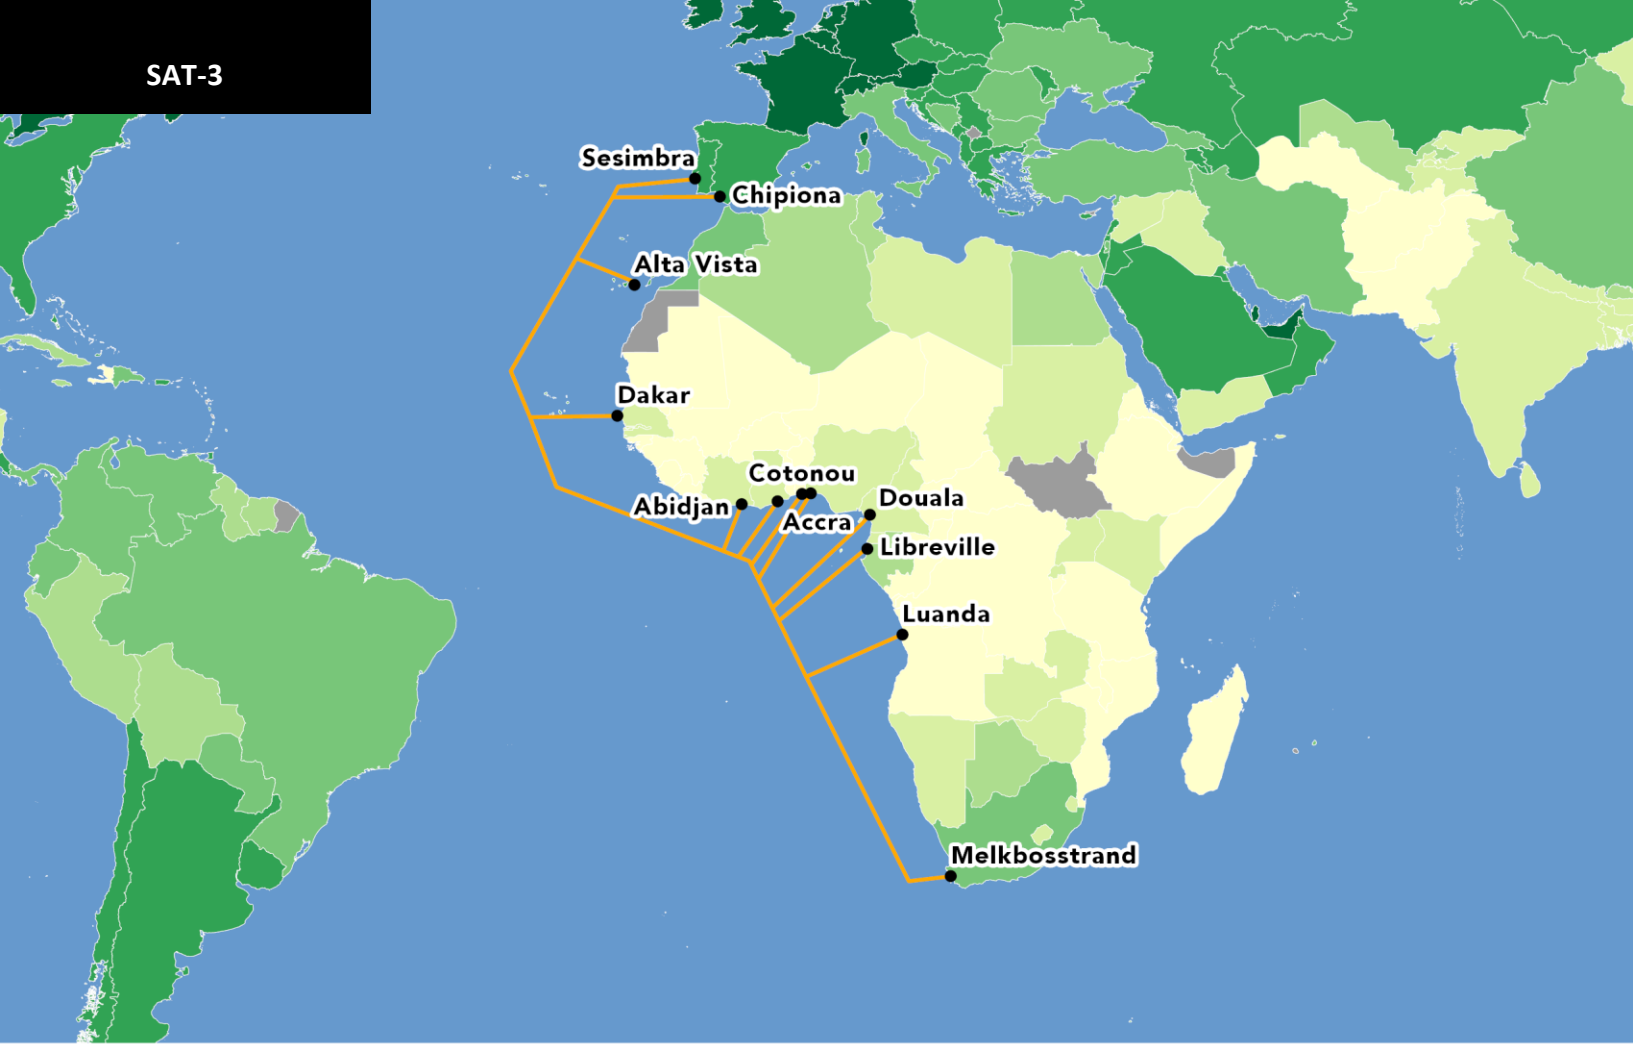 SAT-3
Sesimbra
Chipiona
Alta Vista
Dakar
Cotonou
Abidjan
Accra
Douala
Libreville
Luanda
Melkbosstrand